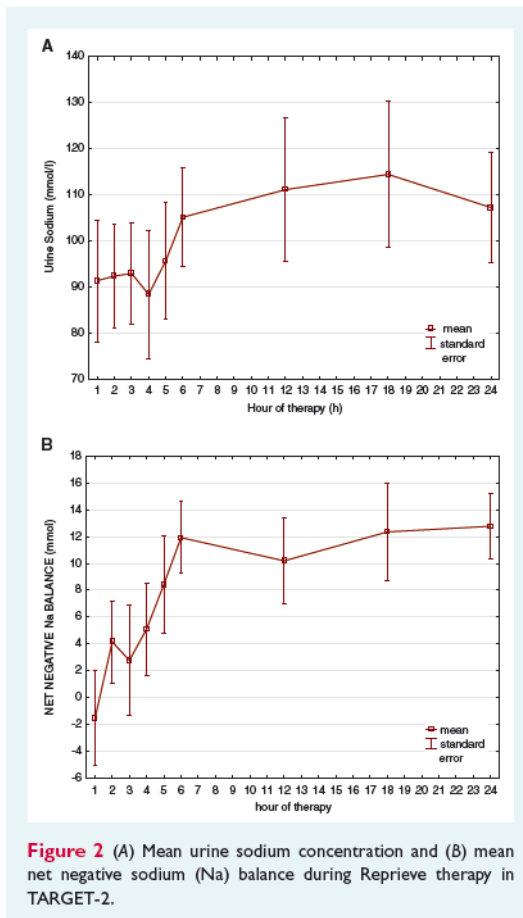 A
140
130
120
110
100
90
80
70
Urine Sodium (mmol/l)
mean
standard
error
1 2 3 4 5 6 7 8 9 10 11 12 13 14 15 16 17 18 19 20 21 22 23 24
Hour of therapy (h)
B
18
16
14
12
10
8
6
4
2
0
-2
-4
-6
NET NEGATIVE Na BALANCE (mmol)
mean
standard
error
1 2 3 4 5 6 7 8 9 10 11 12 13 14 15 16 17 18 19 20 21 22 23 24
hour of therapy
Figure 2 (A) Mean urine sodium concentration and (B) mean
net negative sodium (Na) balance during Reprieve therapy in
TARGET-2.